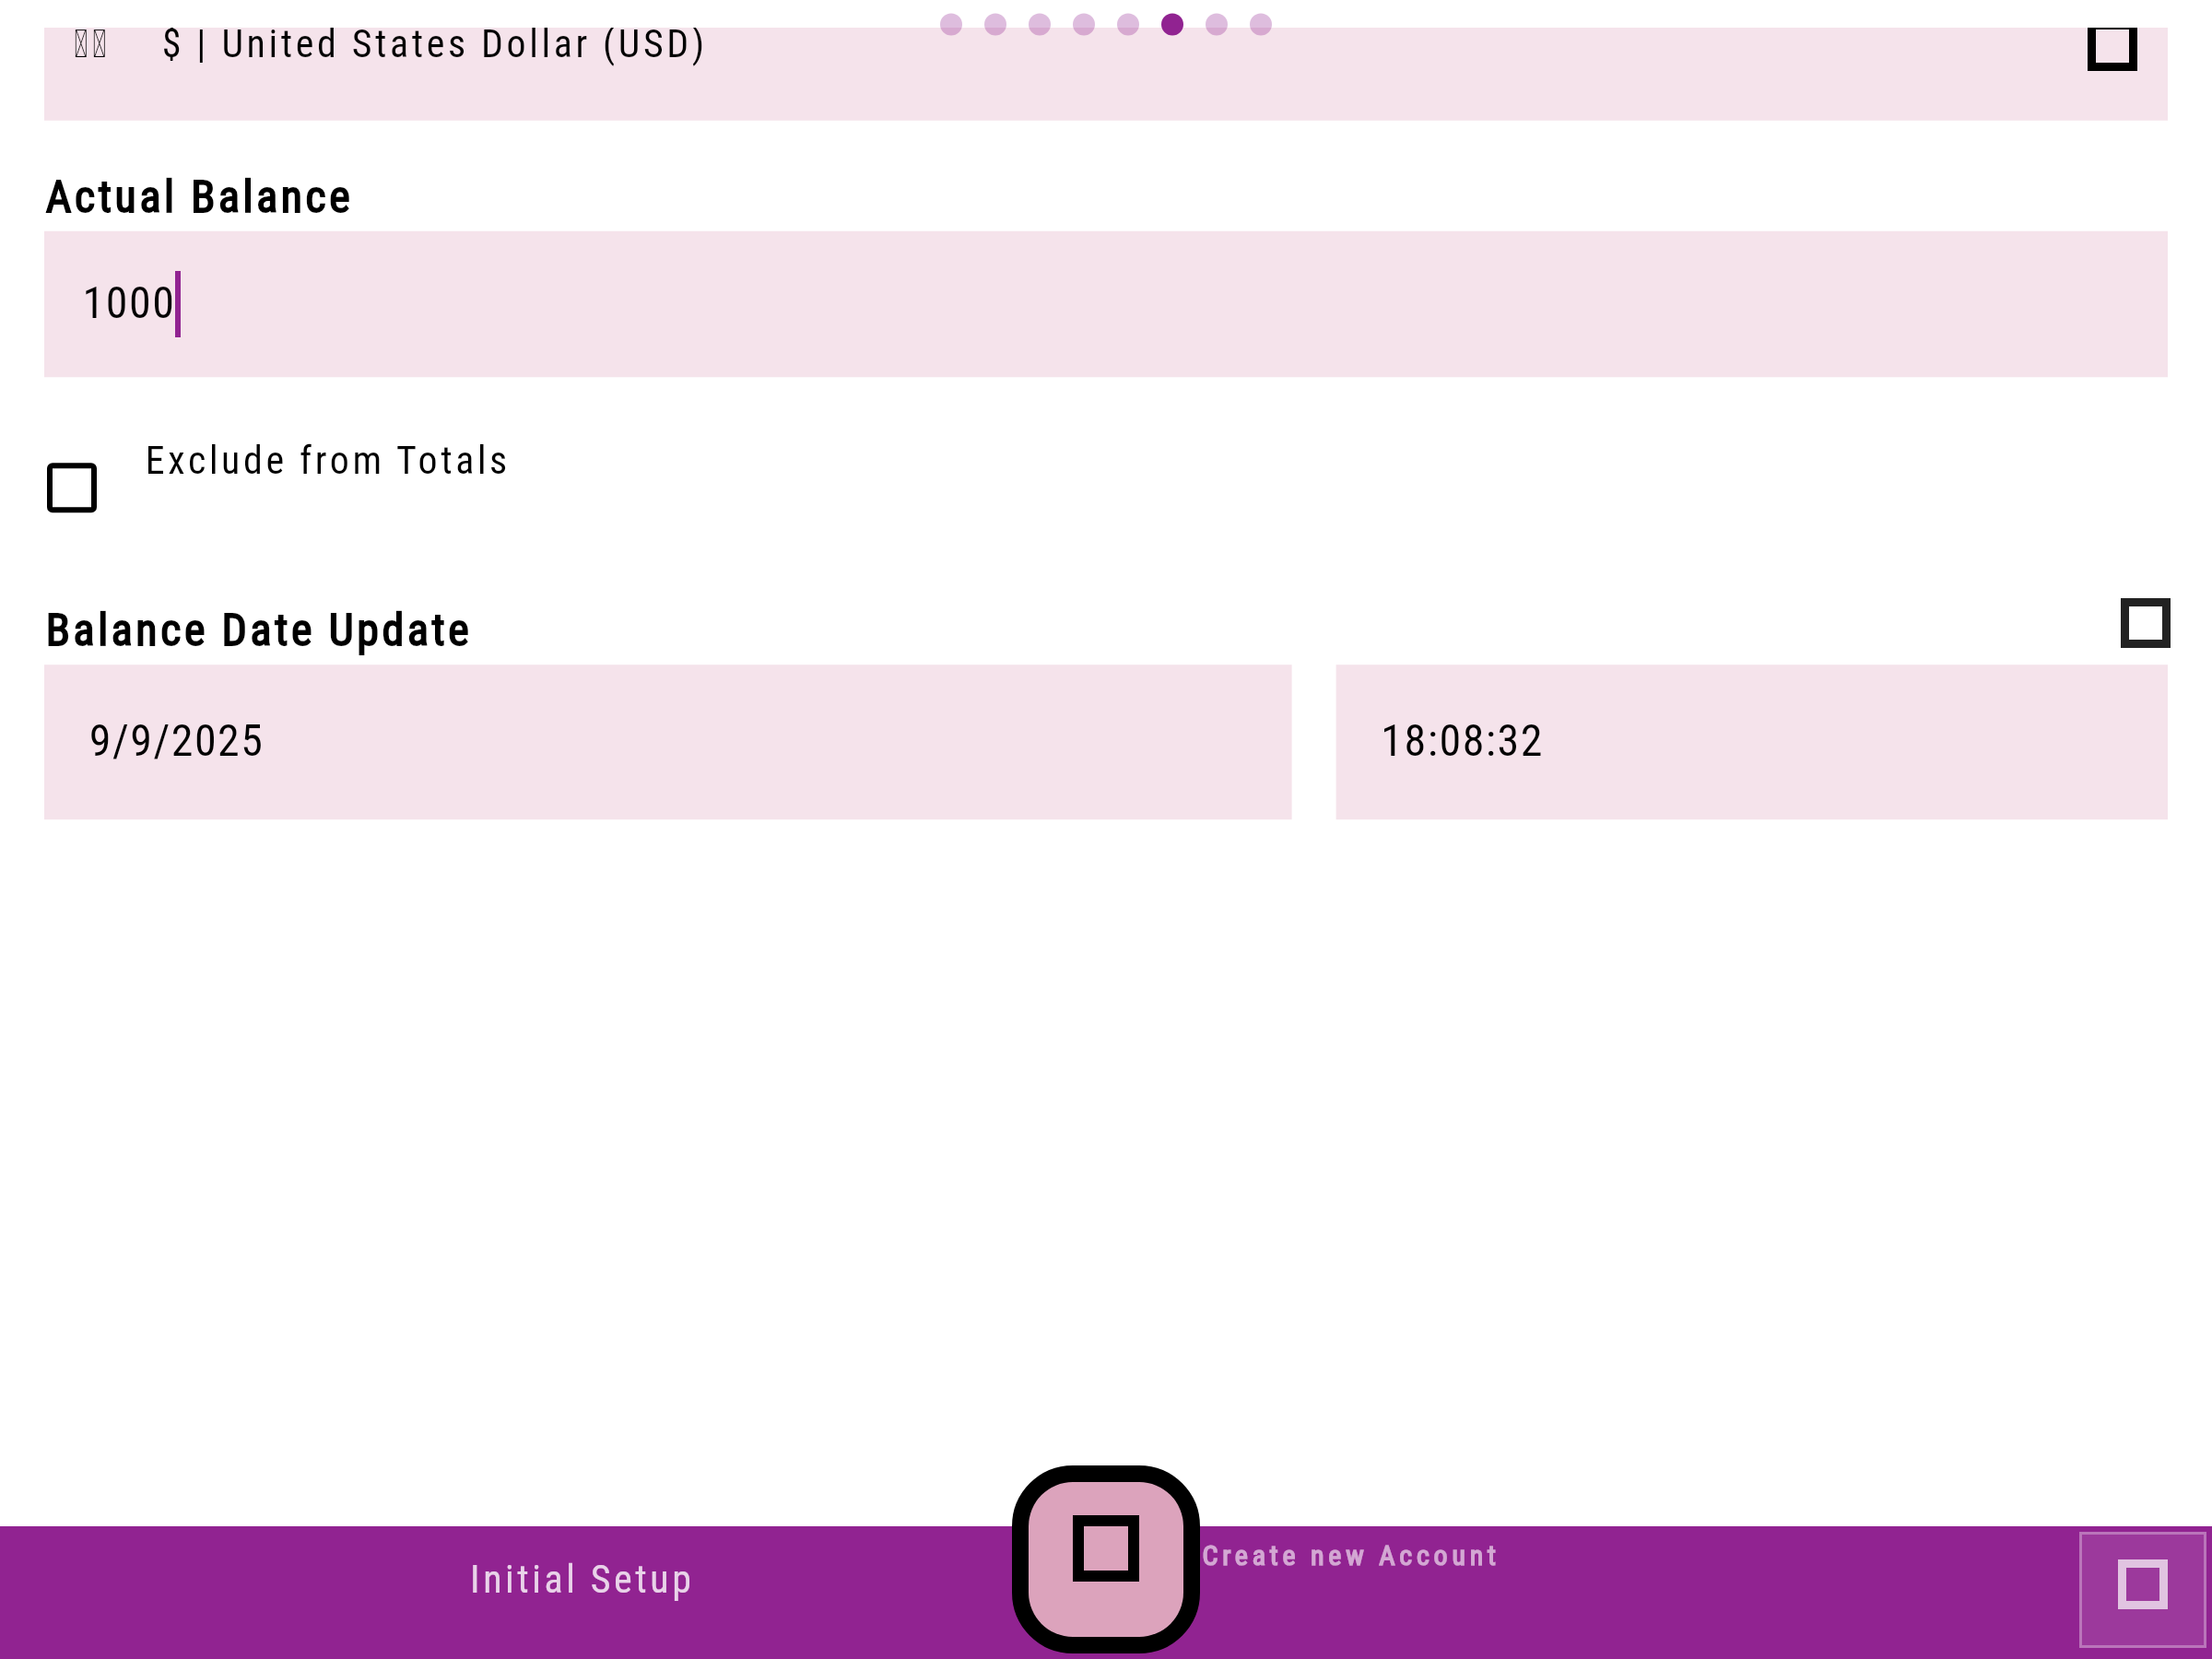 $ | United States Dollar (USD)
Actual Balance
1000
Exclude from Totals
Balance Date Update
9/9/2025
18:08:32
Initial Setup
Create new Account